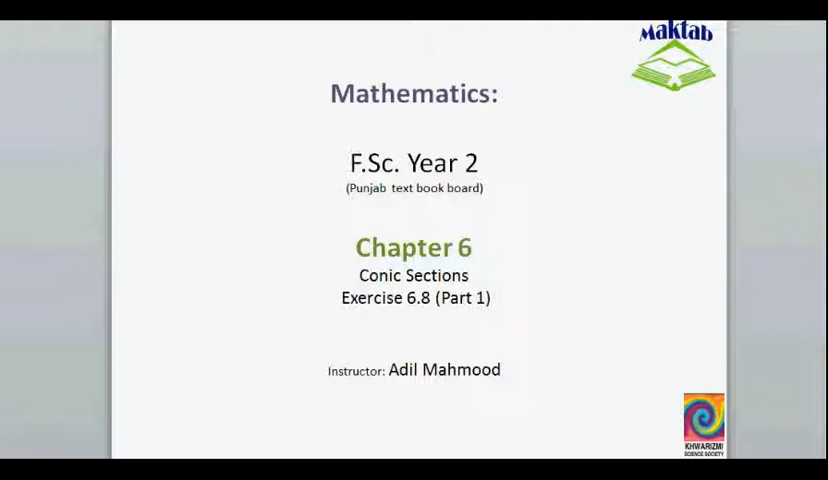 Maktab
Mathematics:
F.Sc. Year 2
(Punjab text book board)
Chapter 6
Conic Sections
Exercise 6.8 (Part 1)
Instructor: Adil Mahmood
KHWARIZMI
SCIENCE SOCIETY